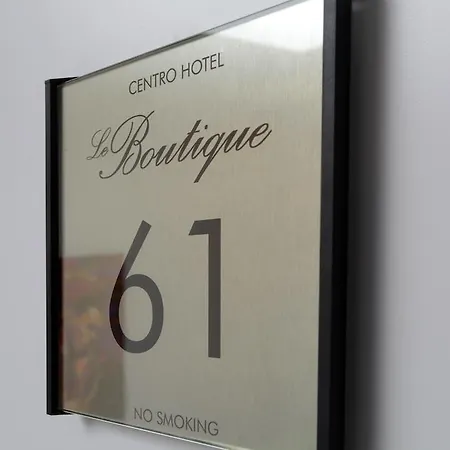 CENTRO HOTEL
Le Boutique
61
NO SMOKING